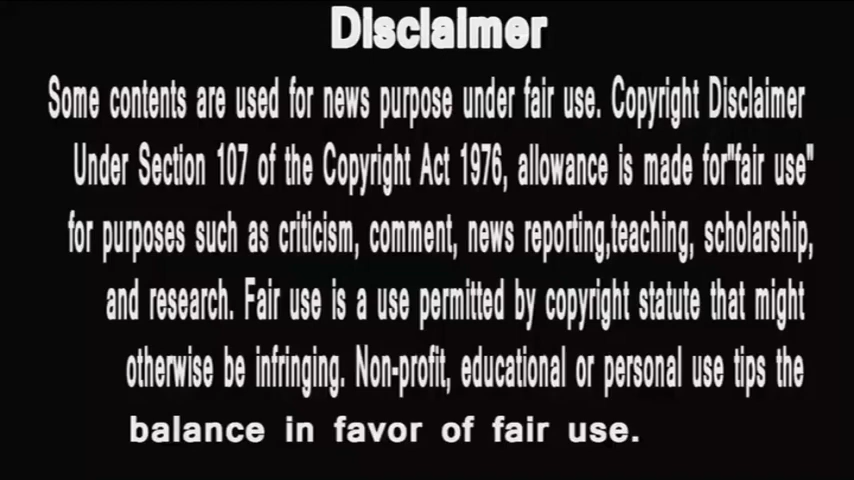 Disclaimer
Some contents are used for news purpose under fair use. Copyright Disclaimer
Under Section 107 of the Copyright Act 1976, allowance is made for"fair use"
for purposes such as criticism, comment, news reporting,teaching, scholarship,
and research. Fair use is a use permitted by copyright statute that might
otherwise be infringing. Non-profit, educational or personal use tips the
balance in favor of fair use.